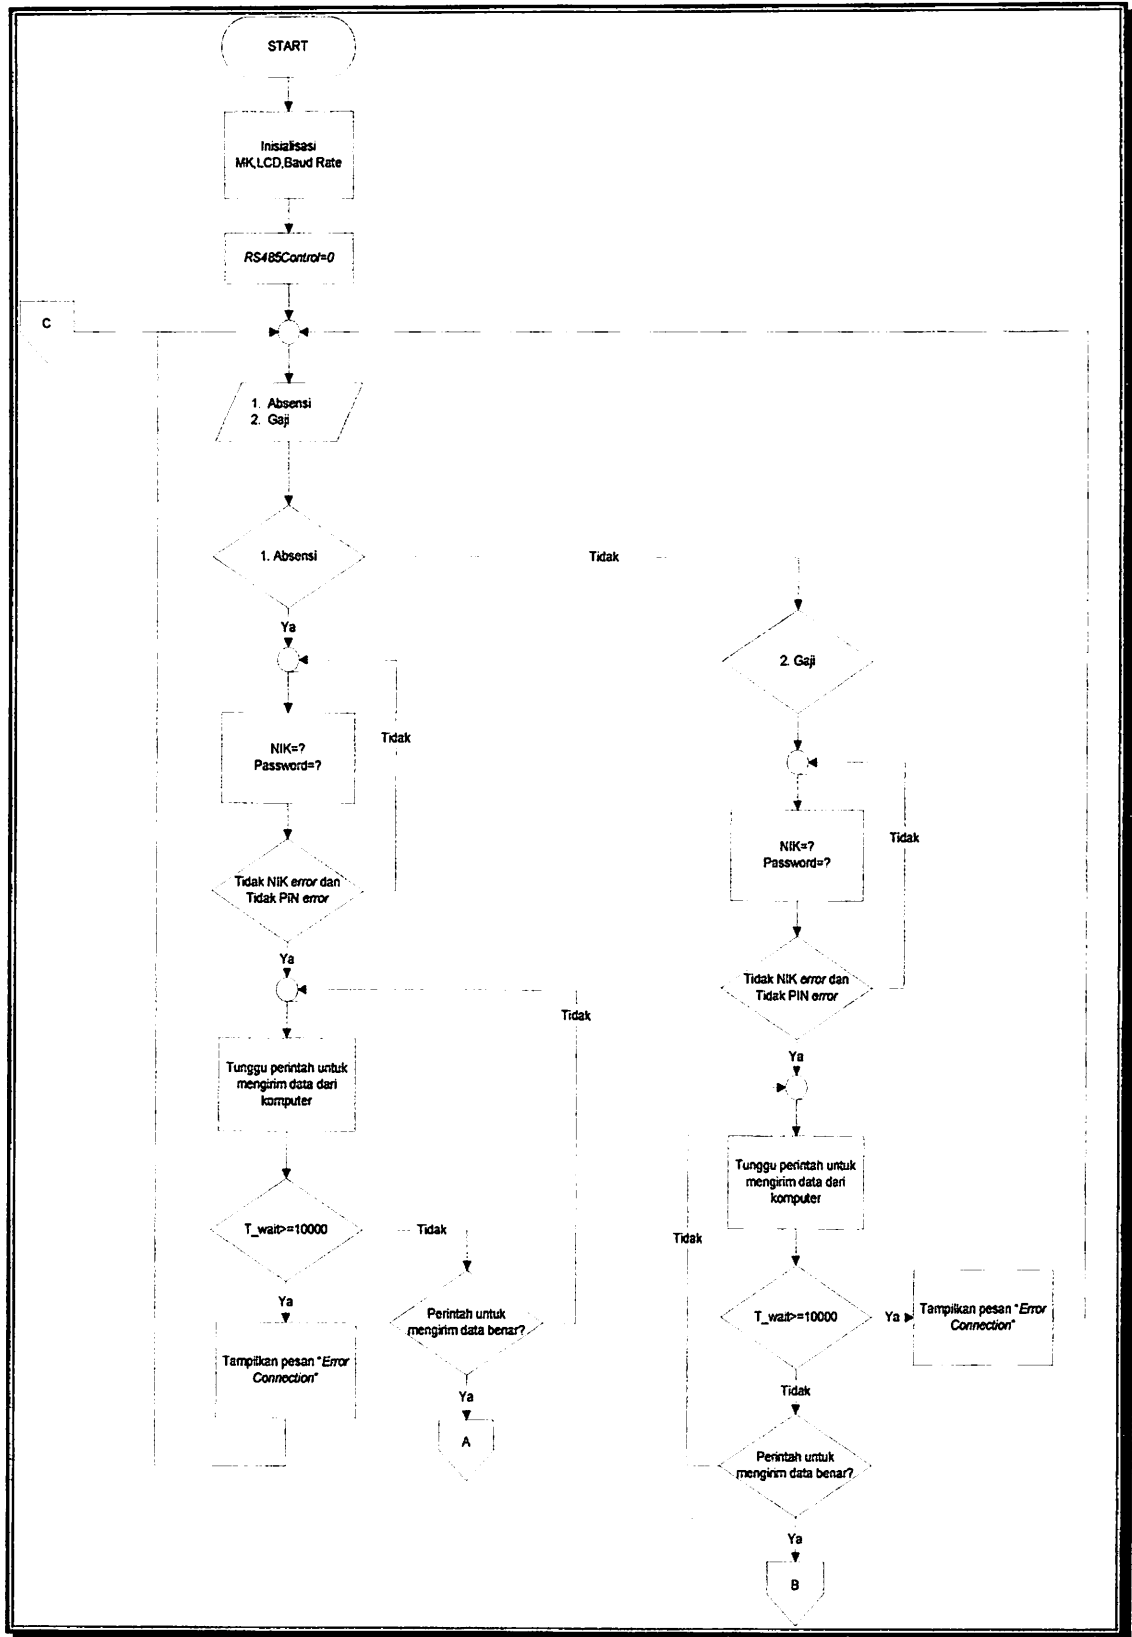 START
Inisialisasi
MK,LCD,Baud Rate
RS485Control=0
C
1. Absensi
2. Gaji
1. Absensi
Tidak
Ya
2. Gaji
NIK=?
Password=?
Tidak
Tidak NIK error dan
Tidak PIN error
Ya
NIK=?
Password=?
Tidak
Tidak NIK error dan
Tidak PIN error
Ya
Tunggu perintah untuk
mengirim data dari
komputer
Tidak
T_wait>=10000
Tidak
Ya
Tampilkan pesan "Error
Connection"
Perintah untuk
mengirim data benar?
Ya
A
Tunggu perintah untuk
mengirim data dari
komputer
Tidak
T_wait>=10000
Ya
Tampilkan pesan "Error
Connection"
Tidak
Perintah untuk
mengirim data benar?
Ya
B